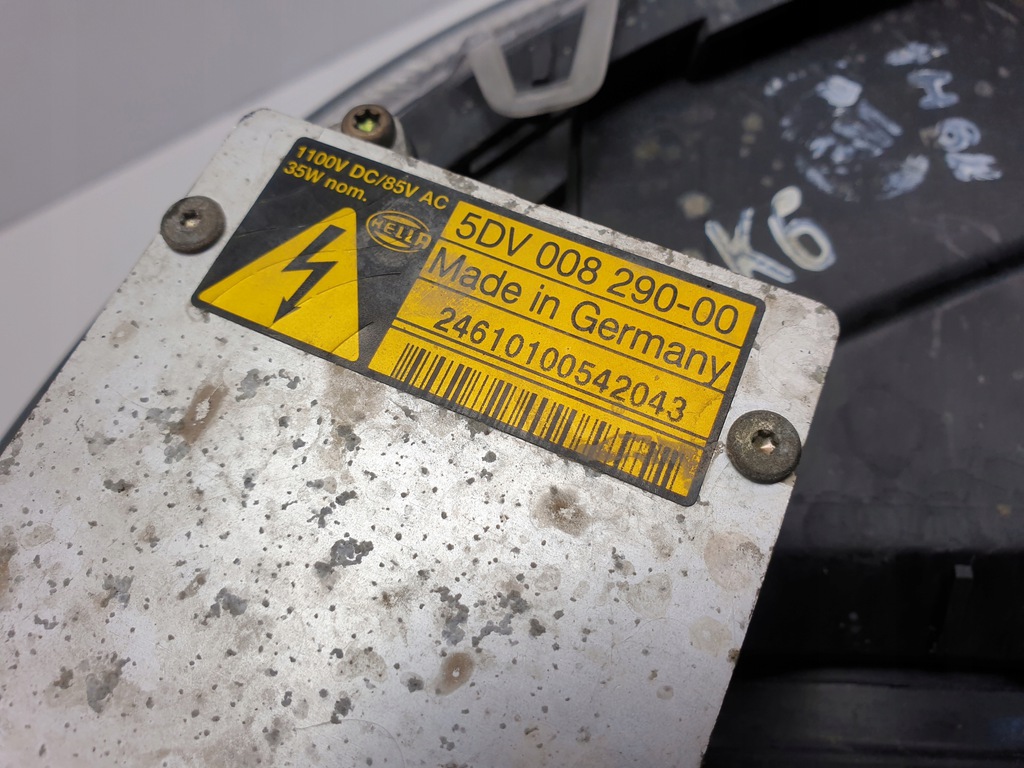 1100V DC/85V AC
35W nom.
HELLA
5DV 008 290-00
Made in Germany
24610100542043
K6